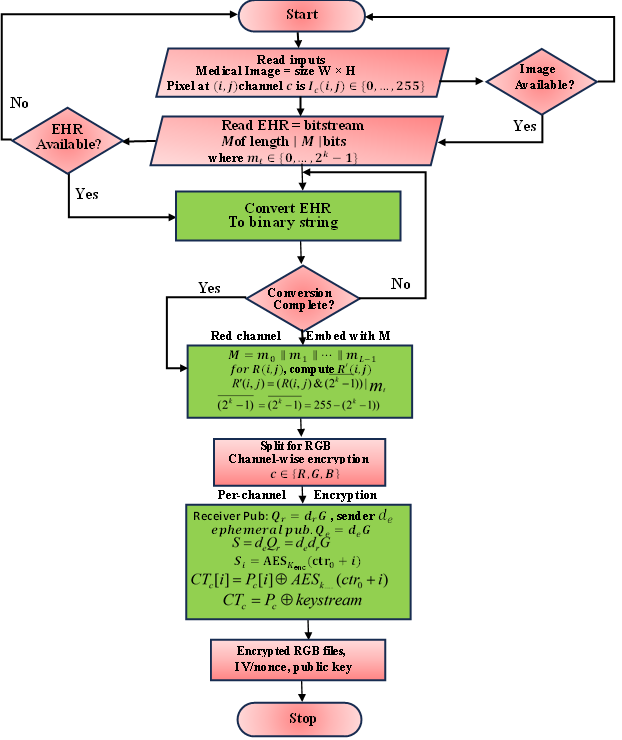 Start
Read inputs
Medical Image = size W × H
Pixel at (i, j)channel c is I_c(i, j) ∈ {0, … , 255}
Image
Available?
No
Yes
EHR
Available?
Read EHR = bitstream
Mof length | M |bits
where m_t ∈ {0, … , 2^k − 1}
Yes
Convert EHR
To binary string
Yes
No
Conversion
Complete?
Red channel Embed with M
M = m_0 ∥ m_1 ∥ ⋯ ∥ m_{L−1}
for R(i, j), compute R′(i, j)
R′(i, j) = (R(i, j) & (2^k −1)) | m_t
(2^k −1) = (2^k −1) = 255 − (2^k −1))
Split for RGB
Channel-wise encryption
c ∈ {R, G, B}
Per-channel Encryption
Receiver Pub: Q_r = d_r G , sender d_e
ephemeral pub. Q_e = d_e G
S = d_e Q_r = d_e d_r G
S_i = AES_{K_enc}(ctr_0 + i)
CT_c[i] = P_c[i] ⊕ AES_{k...}(ctr_0 + i)
CT_c = P_c ⊕ keystream
Encrypted RGB files,
IV/nonce, public key
Stop